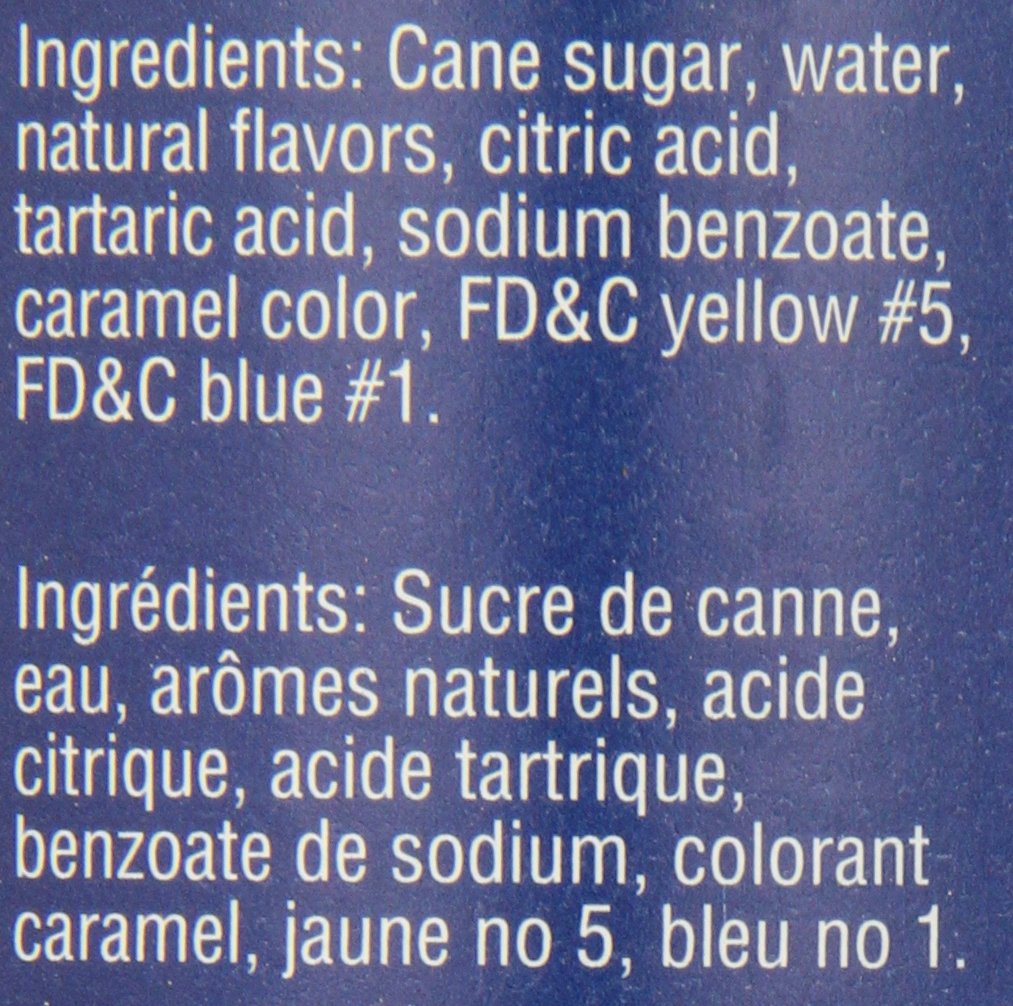 Ingredients: Cane sugar, water,
natural flavors, citric acid,
tartaric acid, sodium benzoate,
caramel color, FD&C yellow #5,
FD&C blue #1.
Ingrédients: Sucre de canne,
eau, arômes naturels, acide
citrique, acide tartrique,
benzoate de sodium, colorant
caramel, jaune no 5, bleu no 1.